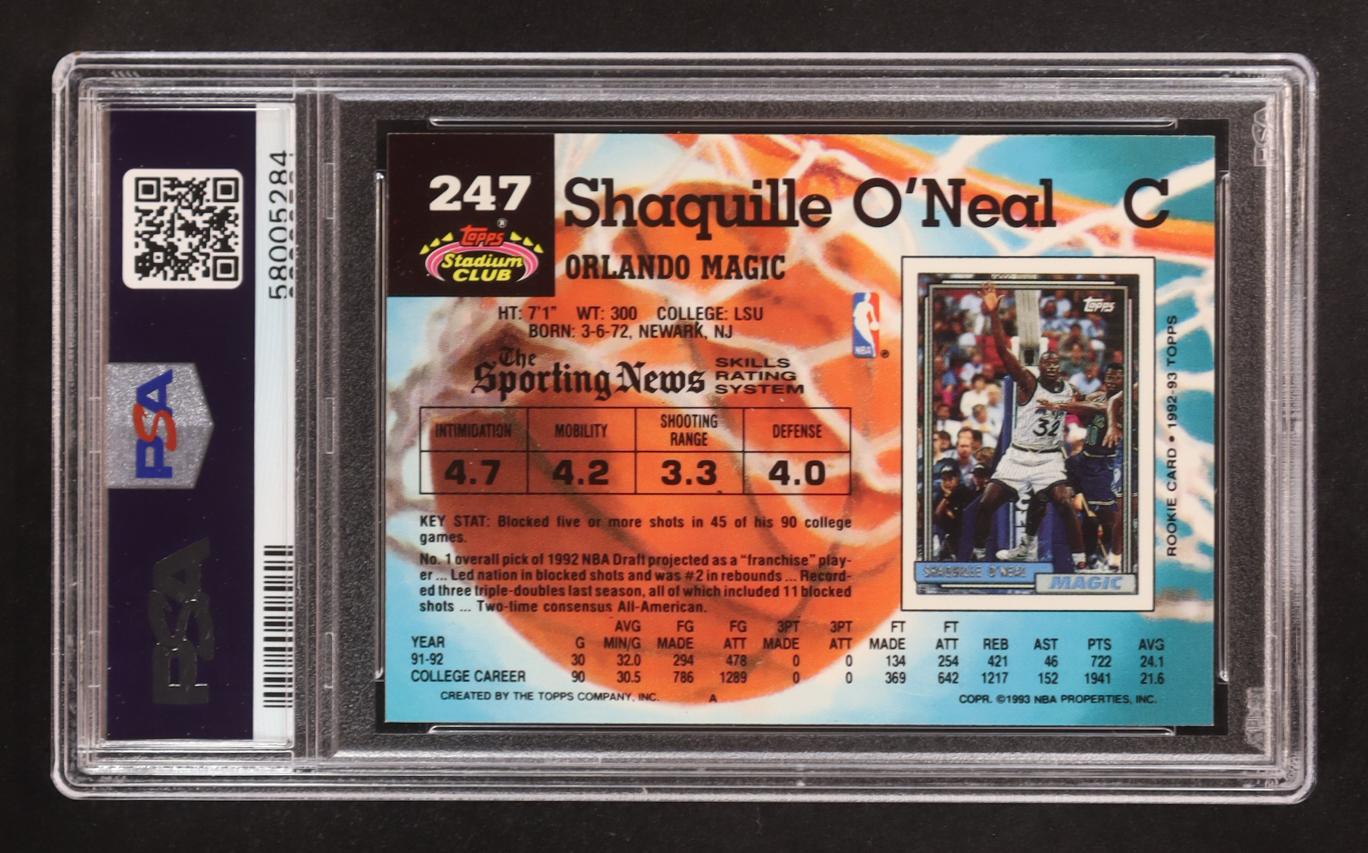 58005284
PSA
PSA
247
Topps®
Stadium
CLUB
Shaquille O'Neal C
ORLANDO MAGIC
HT: 7'1" WT: 300 COLLEGE: LSU
BORN: 3-6-72, NEWARK, NJ
NBA
The
Sporting News
SKILLS
RATING
SYSTEM
INTIMIDATION MOBILITY SHOOTING RANGE DEFENSE
4.7 4.2 3.3 4.0
KEY STAT: Blocked five or more shots in 45 of his 90 college
games.
No. 1 overall pick of 1992 NBA Draft projected as a “franchise” play-
er ... Led nation in blocked shots and was #2 in rebounds ... Record-
ed three triple-doubles last season, all of which included 11 blocked
shots ... Two-time consensus All-American.
Topps
32
SHAQUILLE O'NEAL
MAGIC
ROOKIE CARD • 1992-93 TOPPS
AVG FG FG 3PT 3PT FT FT
YEAR G MIN/G MADE ATT MADE ATT MADE ATT REB AST PTS AVG
91-92 30 32.0 294 478 0 0 134 254 421 46 722 24.1
COLLEGE CAREER 90 30.5 786 1289 0 0 369 642 1217 152 1941 21.6
CREATED BY THE TOPPS COMPANY, INC. A COPR. ©1993 NBA PROPERTIES, INC.
PSA